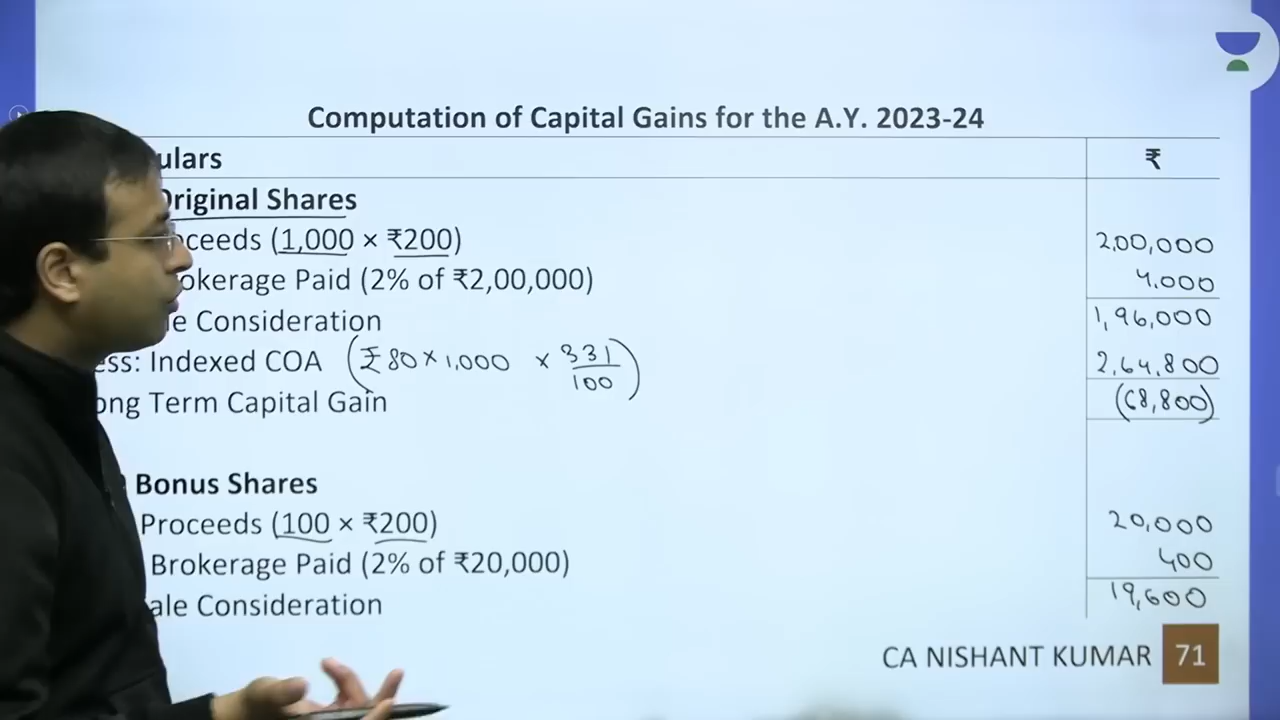 Computation of Capital Gains for the A.Y. 2023-24
ulars ₹
Original Shares
ceeds (1,000 × ₹200) 2,00,000
okerage Paid (2% of ₹2,00,000) 4,000
le Consideration 1,96,000
ess: Indexed COA (₹80 × 1,000 × 331/100) 2,64,800
ong Term Capital Gain (68,800)
Bonus Shares
Proceeds (100 × ₹200) 20,000
Brokerage Paid (2% of ₹20,000) 400
ale Consideration 19,600
CA NISHANT KUMAR 71